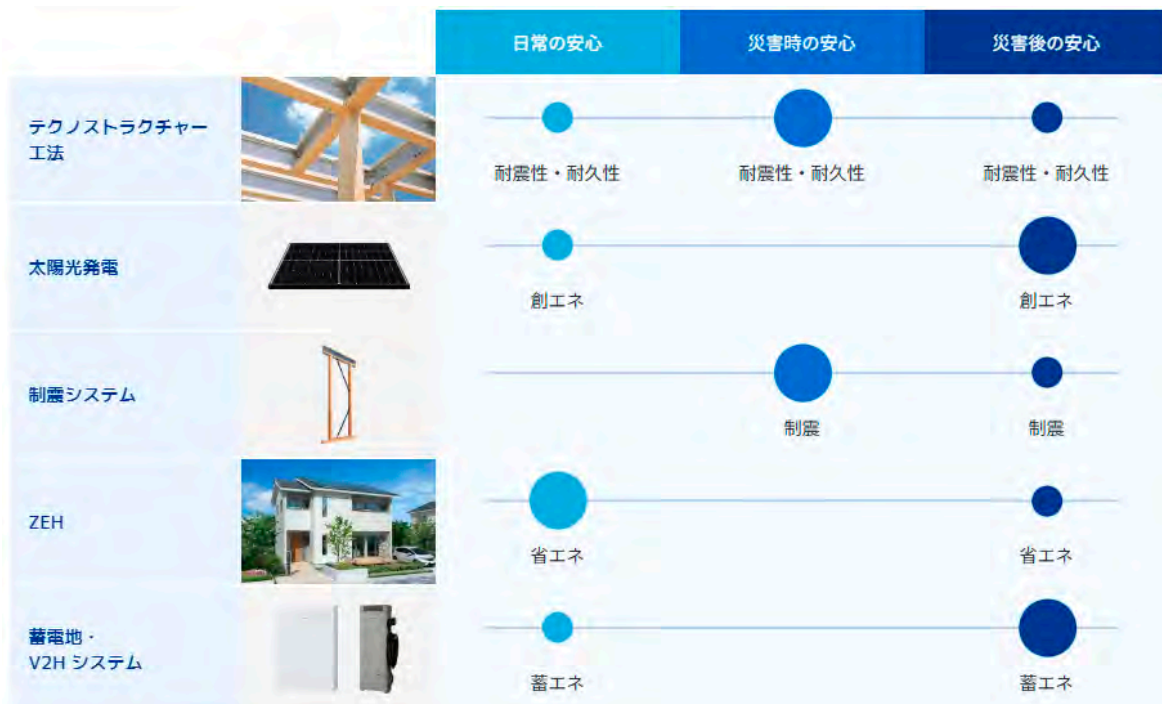 日常の安心 災害時の安心 災害後の安心
テクノストラクチャー
工法
耐震性・耐久性 耐震性・耐久性 耐震性・耐久性
太陽光発電
創エネ 創エネ
制震システム
制震 制震
ZEH
省エネ 省エネ
蓄電地・
V2H システム
蓄エネ 蓄エネ